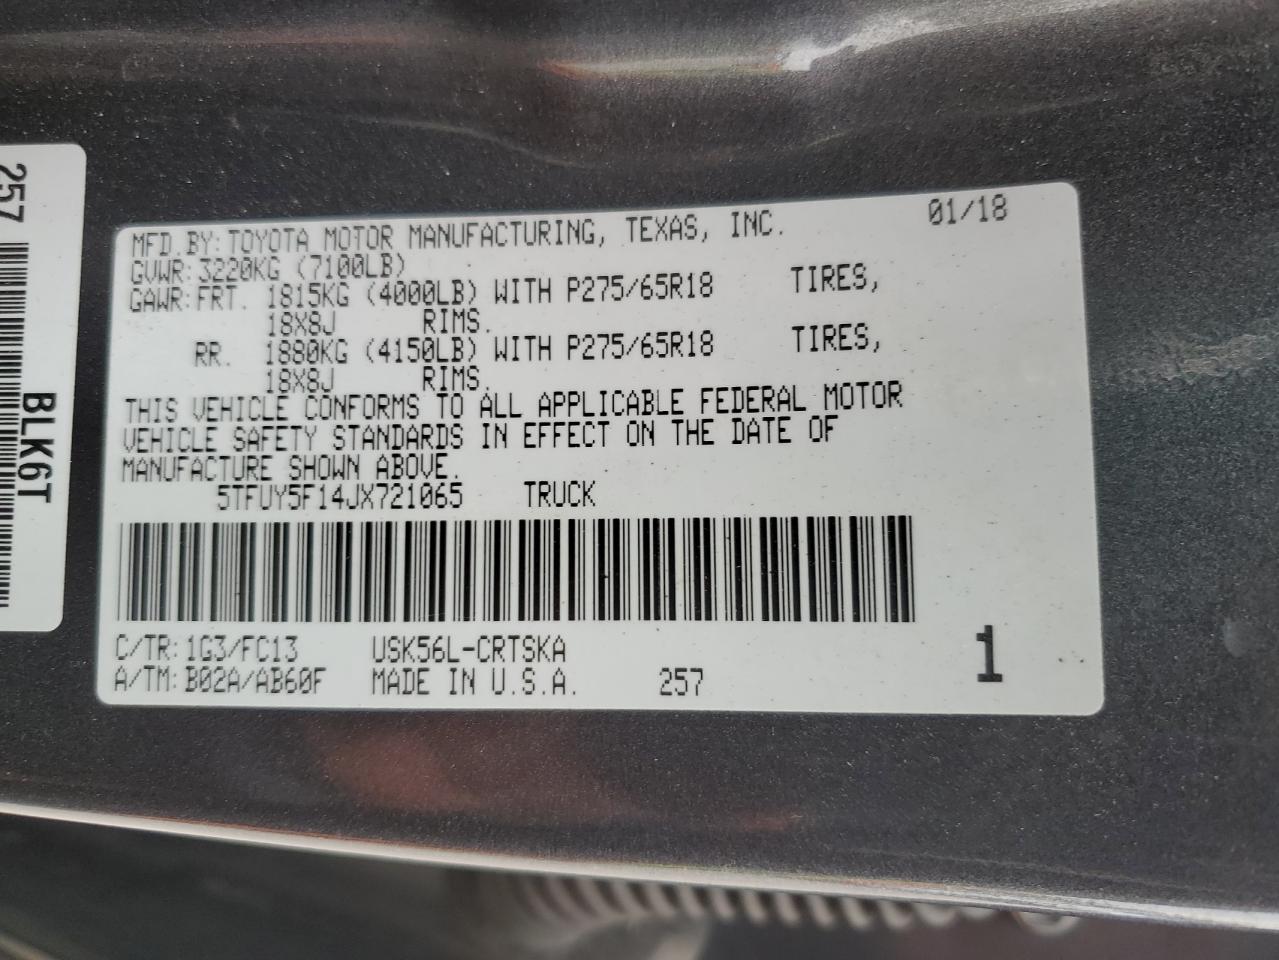 257
BLK6T
MFD.BY:TOYOTA MOTOR MANUFACTURING, TEXAS, INC. 01/18
GVWR:3220KG (7100LB)
GAWR:FRT. 1815KG (4000LB) WITH P275/65R18 TIRES,
18X8J RIMS.
RR. 1880KG (4150LB) WITH P275/65R18 TIRES,
18X8J RIMS.
THIS VEHICLE CONFORMS TO ALL APPLICABLE FEDERAL MOTOR
VEHICLE SAFETY STANDARDS IN EFFECT ON THE DATE OF
MANUFACTURE SHOWN ABOVE.
5TFUY5F14JX721065 TRUCK
C/TR:1G3/FC13 USK56L-CRTSKA
A/TM:B02A/AB60F MADE IN U.S.A. 257
1